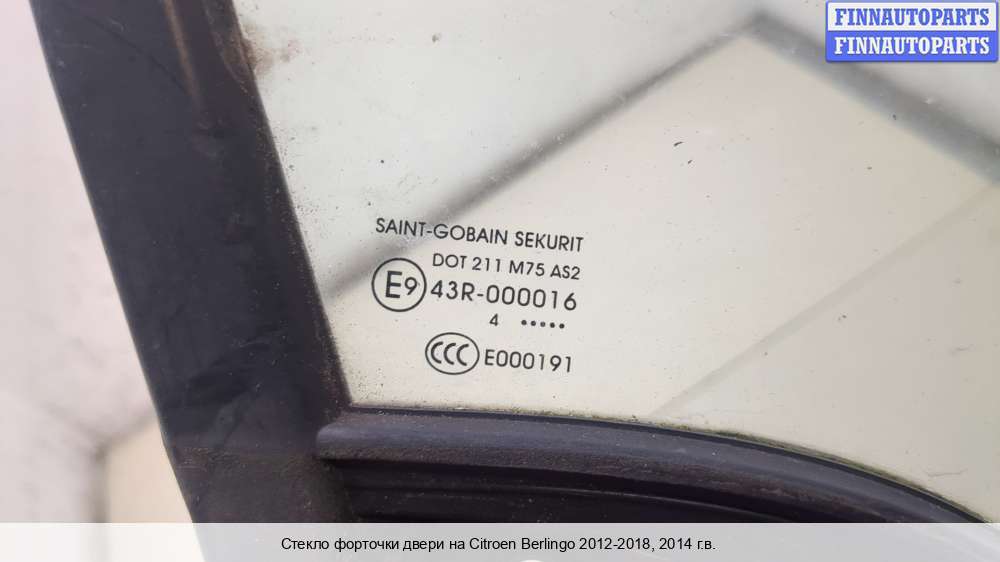 FINNAUTOPARTS
FINNAUTOPARTS
SAINT-GOBAIN SEKURIT
DOT 211 M75 AS2
E9 43R-000016
4 •••••
CCC E000191
Стекло форточки двери на Citroen Berlingo 2012-2018, 2014 г.в.